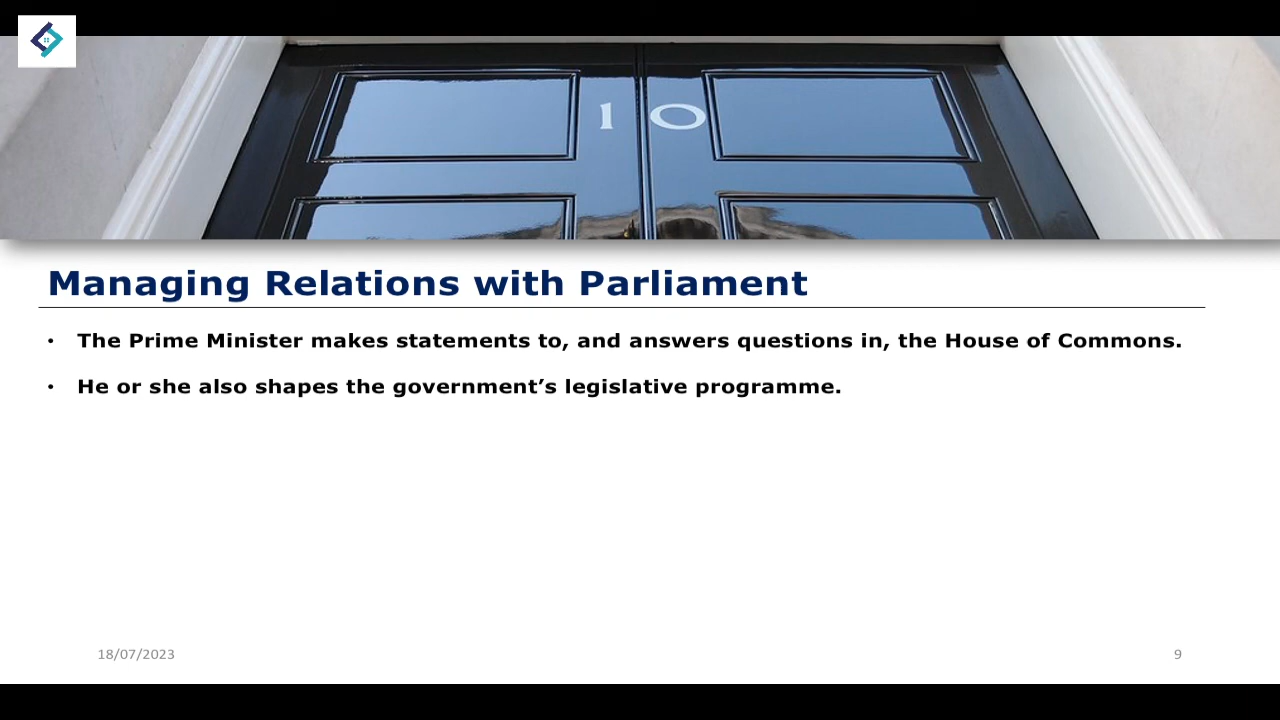 10
Managing Relations with Parliament
• The Prime Minister makes statements to, and answers questions in, the House of Commons.
• He or she also shapes the government’s legislative programme.
18/07/2023
9